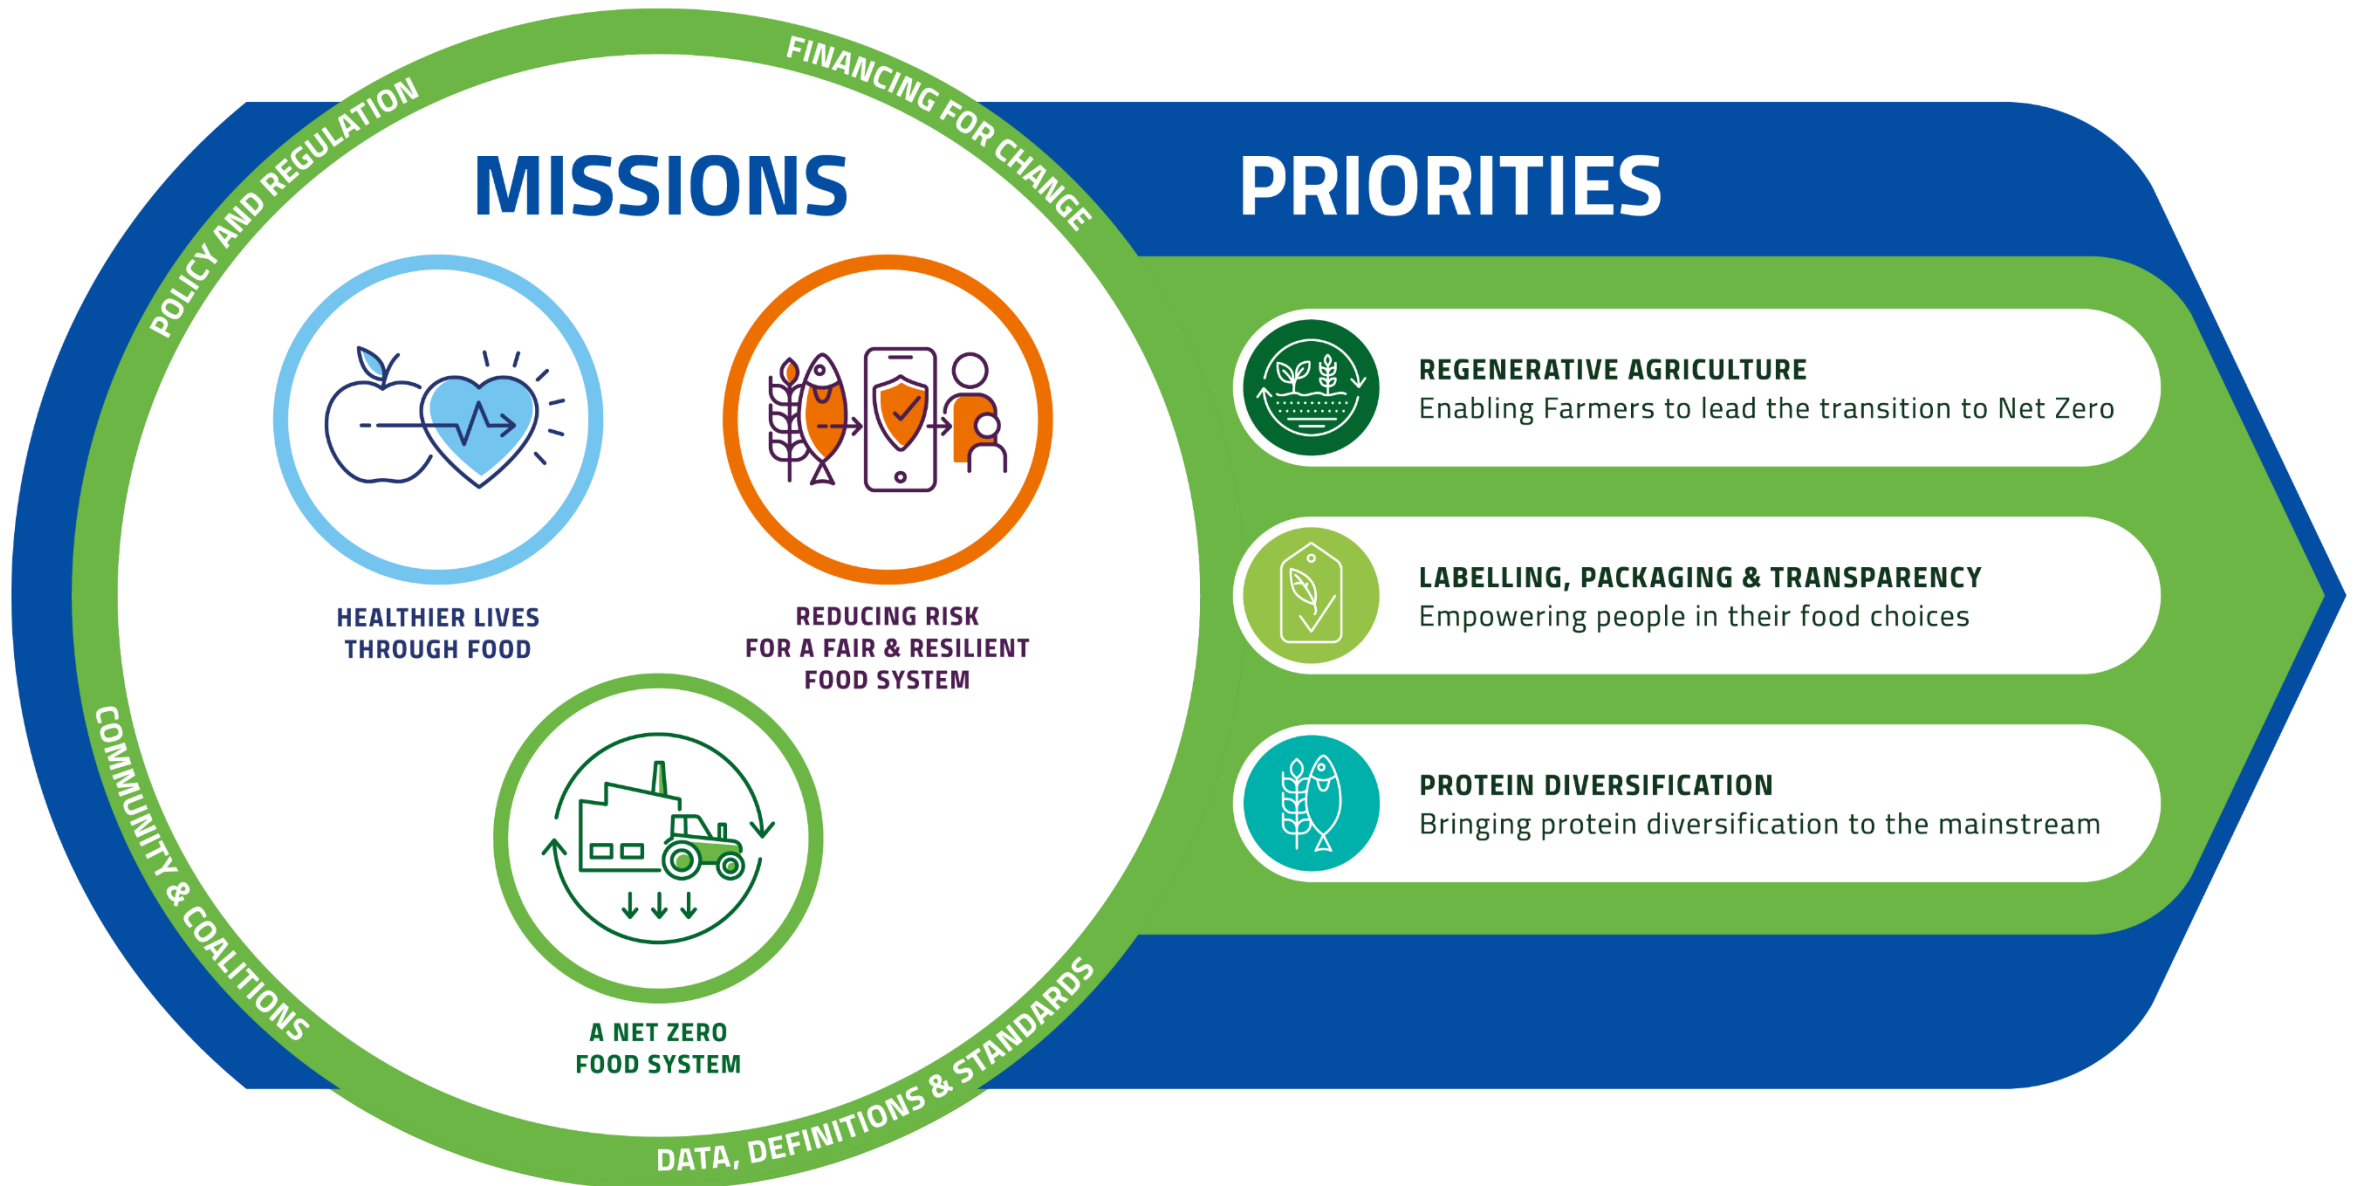 POLICY AND REGULATION
FINANCING FOR CHANGE
COMMUNITY & COALITIONS
DATA, DEFINITIONS & STANDARDS
MISSIONS
HEALTHIER LIVES
THROUGH FOOD
REDUCING RISK
FOR A FAIR & RESILIENT
FOOD SYSTEM
A NET ZERO
FOOD SYSTEM
PRIORITIES
REGENERATIVE AGRICULTURE
Enabling Farmers to lead the transition to Net Zero
LABELLING, PACKAGING & TRANSPARENCY
Empowering people in their food choices
PROTEIN DIVERSIFICATION
Bringing protein diversification to the mainstream